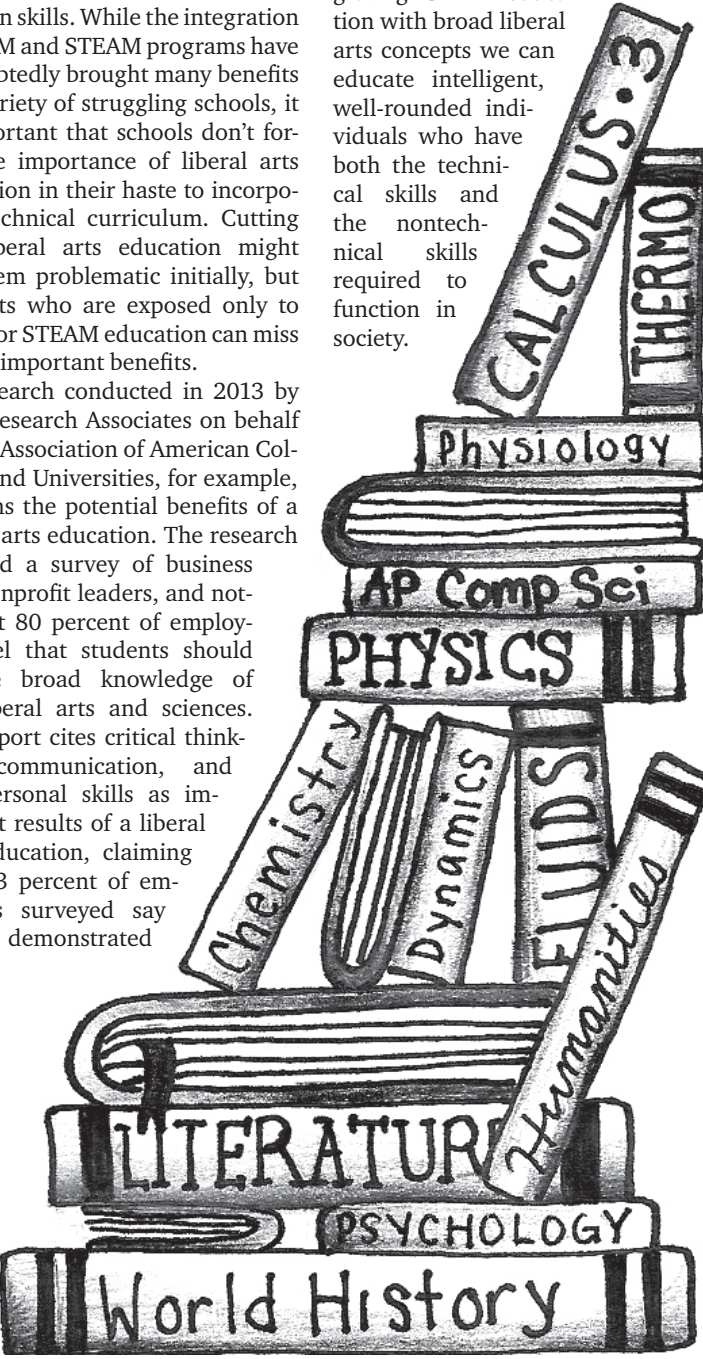 n skills. While the integration
M and STEAM programs have
btedly brought many benefits
riety of struggling schools, it
ortant that schools don't for-
e importance of liberal arts
ion in their haste to incorpo-
chnical curriculum. Cutting
beral arts education might
em problematic initially, but
ts who are exposed only to
or STEAM education can miss
important benefits.
earch conducted in 2013 by
esearch Associates on behalf
Association of American Col-
nd Universities, for example,
ns the potential benefits of a
arts education. The research
d a survey of business
nprofit leaders, and not-
t 80 percent of employ-
el that students should
e broad knowledge of
beral arts and sciences.
port cites critical think-
communication, and
ersonal skills as im-
t results of a liberal
ducation, claiming
3 percent of em-
s surveyed say
demonstrated
tion with broad liberal
arts concepts we can
educate intelligent,
well-rounded indi-
viduals who have
both the techni-
cal skills and
the nontech-
nical skills
required to
function in
society.
CALCULUS•3
THERMO
Physiology
AP Comp Sci
PHYSICS
Chemistry
Dynamics
FLUIDS
Humanities
LITERATUR
PSYCHOLOGY
World History